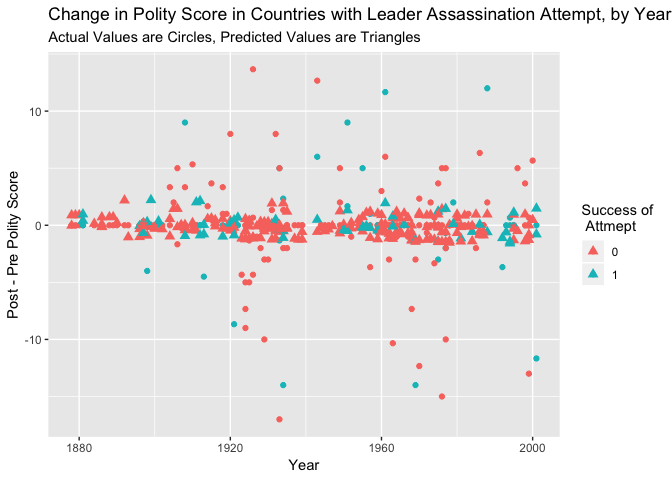 Change in Polity Score in Countries with Leader Assassination Attempt, by Year
Actual Values are Circles, Predicted Values are Triangles
10
0
-10
Post - Pre Polity Score
1880
1920
1960
2000
Year
Success of
Attmept
0
1